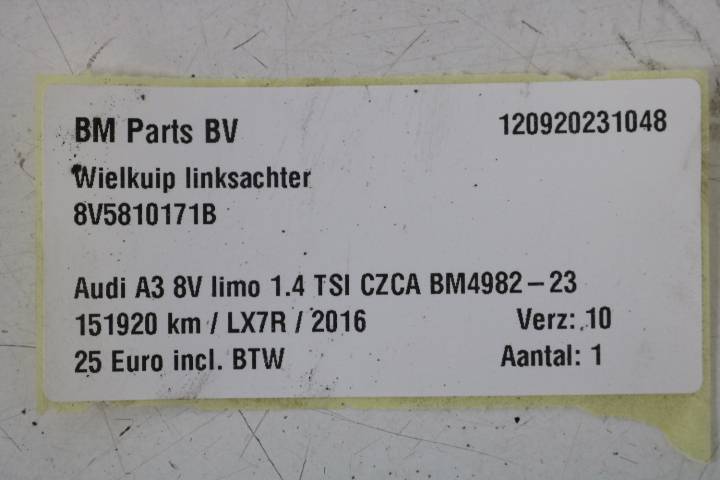 BM Parts BV 120920231048
Wielkuip linksachter
8V5810171B
Audi A3 8V limo 1.4 TSI CZCA BM4982-23
151920 km / LX7R / 2016 Verz: 10
25 Euro incl. BTW Aantal: 1